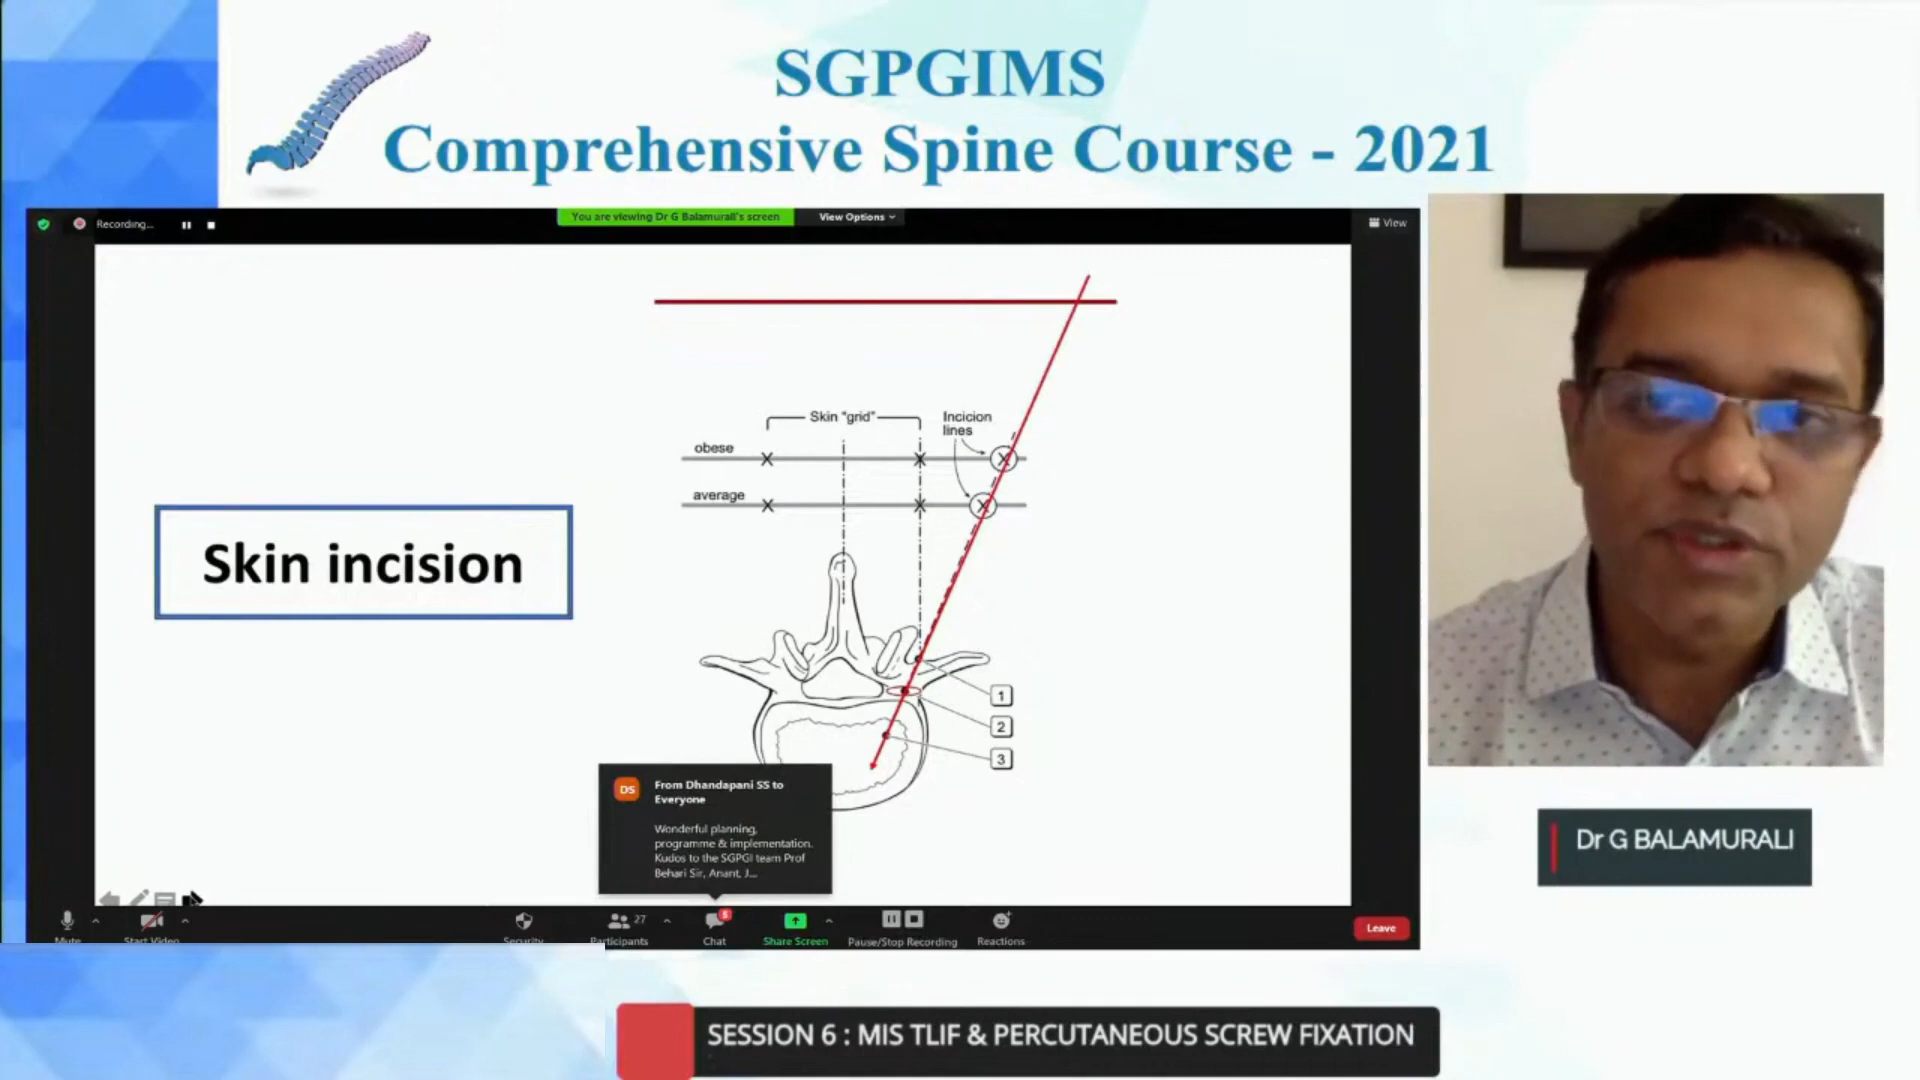 SGPGIMS
Comprehensive Spine Course - 2021
Recording...
You are viewing Dr G Balamurali's screen
View Options
View
Skin "grid"
Incicion
lines
obese
average
Skin incision
1
2
3
DS
From Dhandapani SS to
Everyone
Wonderful planning,
programme & implementation.
Kudos to the SGPGI team Prof
Behari Sir, Anant, J...
Dr G BALAMURALI
Mute
Start Video
Security
Participants
27
Chat
8
Share Screen
Pause/Stop Recording
Reactions
Leave
SESSION 6 : MIS TLIF & PERCUTANEOUS SCREW FIXATION